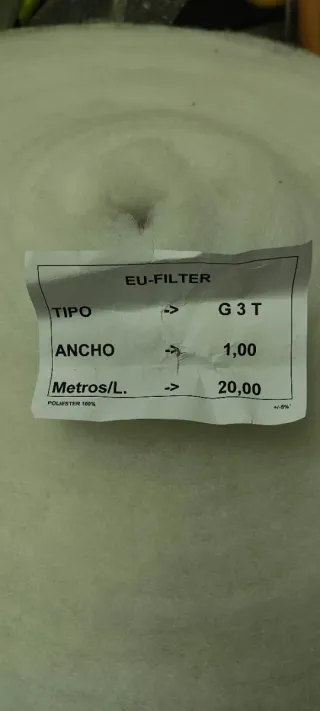 EU-FILTER
TIPO -> G 3 T
ANCHO -> 1,00
Metros/L. -> 20,00
POLIESTER 100% +/-5%